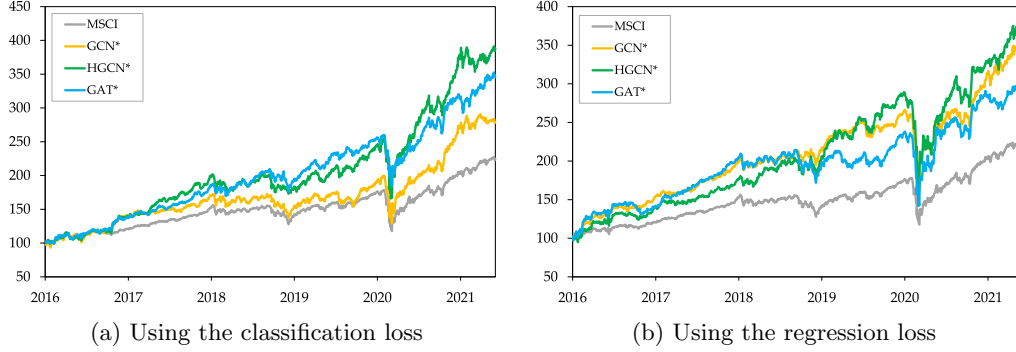 450
400
350
300
250
200
150
100
50
MSCI
GCN*
HGCN*
GAT*
2016 2017 2018 2019 2020 2021
(a) Using the classification loss
400
350
300
250
200
150
100
50
MSCI
GCN*
HGCN*
GAT*
2016 2017 2018 2019 2020 2021
(b) Using the regression loss